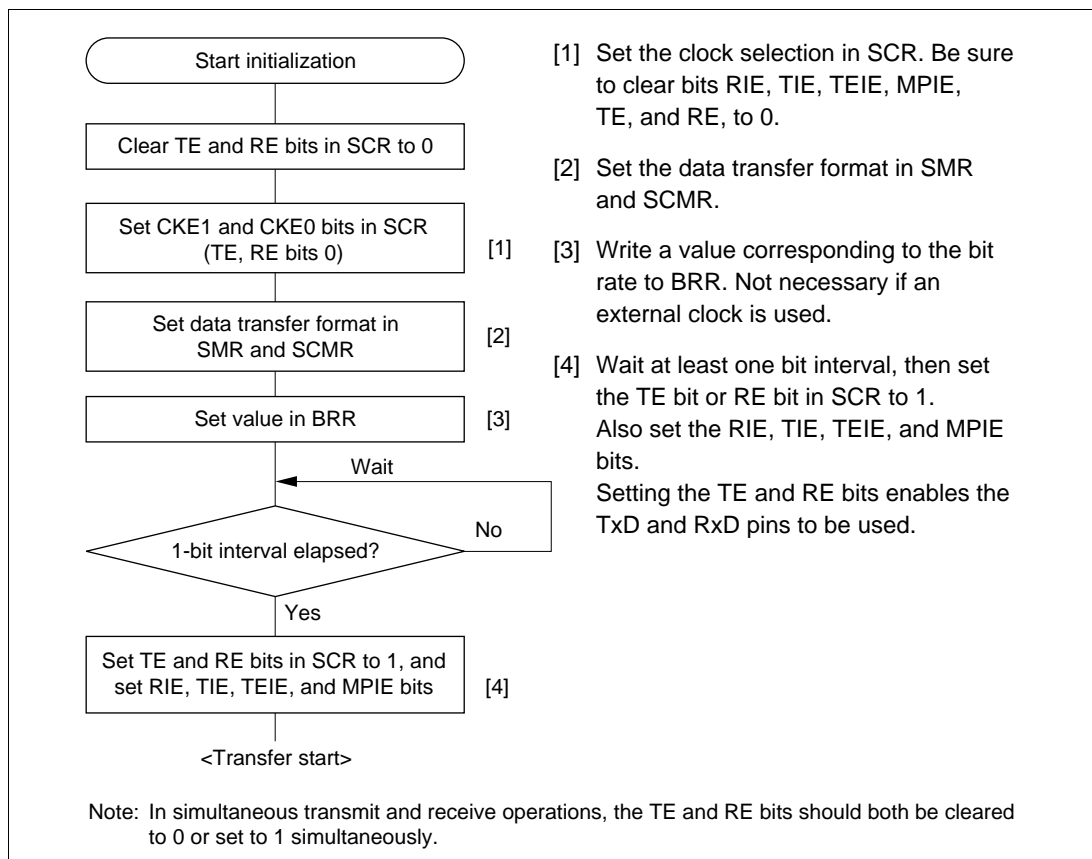 Start initialization
Clear TE and RE bits in SCR to 0
Set CKE1 and CKE0 bits in SCR
(TE, RE bits 0)
[1]
Set data transfer format in
SMR and SCMR
[2]
Set value in BRR
[3]
Wait
No
1-bit interval elapsed?
Yes
Set TE and RE bits in SCR to 1, and
set RIE, TIE, TEIE, and MPIE bits
[4]
<Transfer start>
[1] Set the clock selection in SCR. Be sure
to clear bits RIE, TIE, TEIE, MPIE,
TE, and RE, to 0.
[2] Set the data transfer format in SMR
and SCMR.
[3] Write a value corresponding to the bit
rate to BRR. Not necessary if an
external clock is used.
[4] Wait at least one bit interval, then set
the TE bit or RE bit in SCR to 1.
Also set the RIE, TIE, TEIE, and MPIE
bits.
Setting the TE and RE bits enables the
TxD and RxD pins to be used.
Note: In simultaneous transmit and receive operations, the TE and RE bits should both be cleared
to 0 or set to 1 simultaneously.